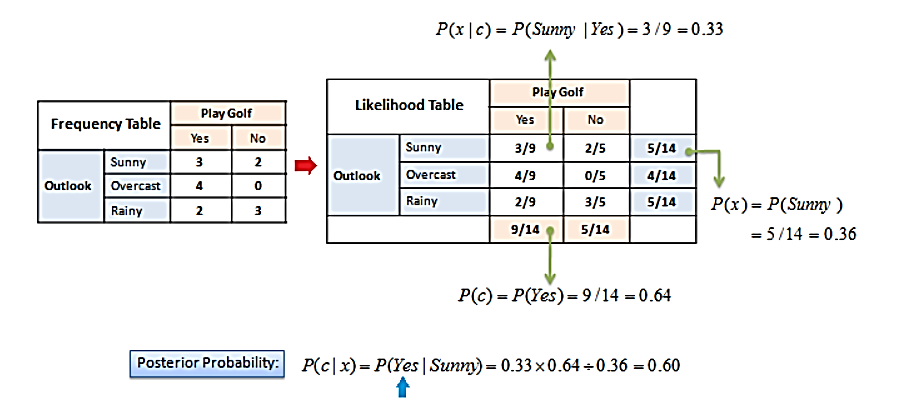 P(x | c) = P(Sunny | Yes) = 3 / 9 = 0.33
Frequency Table
Play Golf
Yes No
Outlook
Sunny 3 2
Overcast 4 0
Rainy 2 3
Likelihood Table
Play Golf
Yes No
Outlook
Sunny 3/9 2/5 5/14
Overcast 4/9 0/5 4/14
Rainy 2/9 3/5 5/14
9/14 5/14
P(x) = P(Sunny )
= 5 / 14 = 0.36
P(c) = P(Yes) = 9 / 14 = 0.64
Posterior Probability: P(c | x) = P(Yes | Sunny) = 0.33 × 0.64 ÷ 0.36 = 0.60